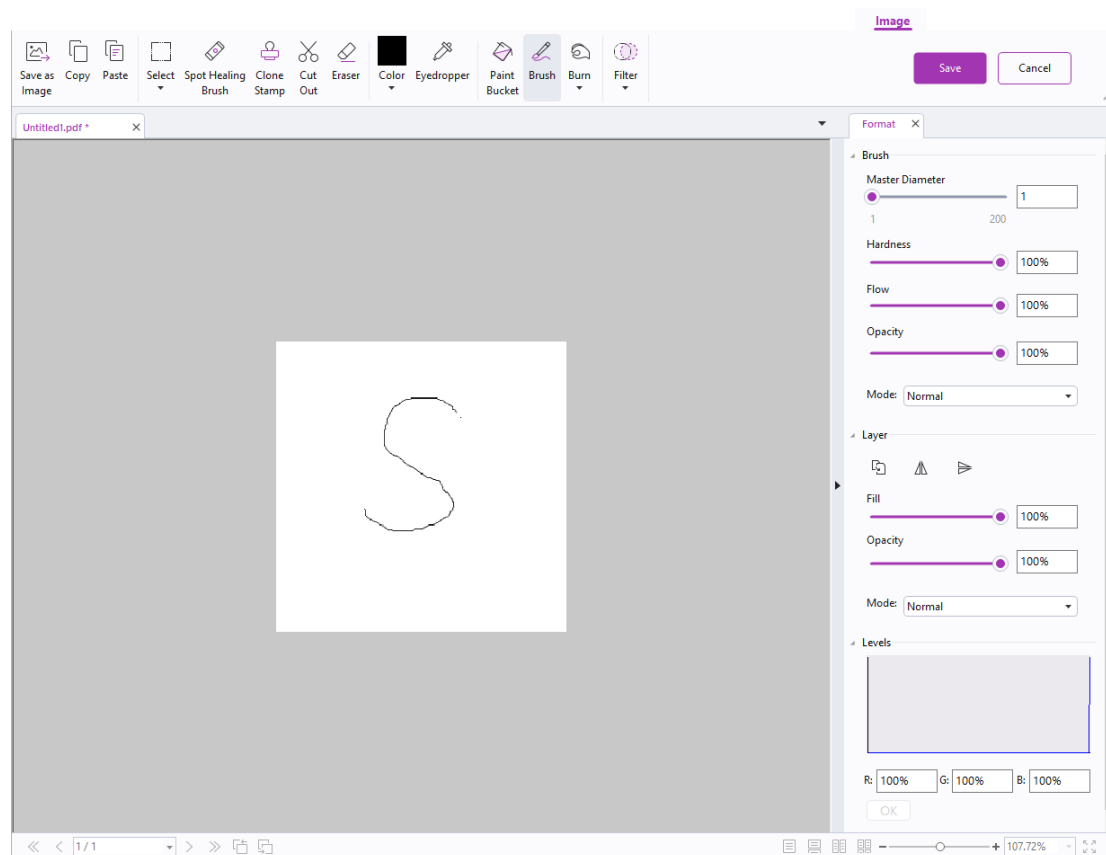 Image
Save as Image
Copy
Paste
Select
Spot Healing Brush
Clone Stamp
Cut Out
Eraser
Color
Eyedropper
Paint Bucket
Brush
Burn
Filter
Save
Cancel
Untitled1.pdf *
Format
Brush
Master Diameter
1
1 200
Hardness
100%
Flow
100%
Opacity
100%
Mode: Normal
Layer
Fill
100%
Opacity
100%
Mode: Normal
Levels
R: 100% G: 100% B: 100%
OK
S
1 / 1
107.72%